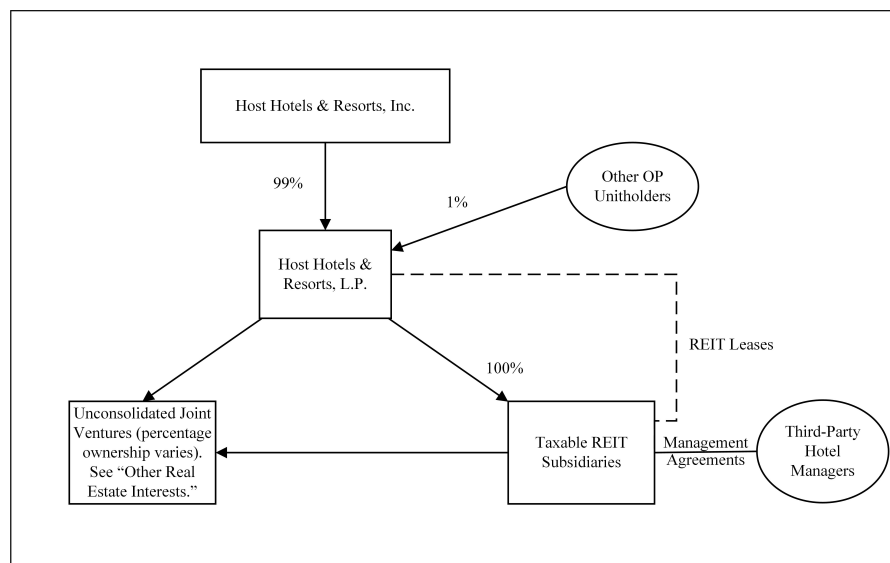 Host Hotels & Resorts, Inc.
99%
Other OP
Unitholders
1%
Host Hotels &
Resorts, L.P.
REIT Leases
100%
Unconsolidated Joint
Ventures (percentage
ownership varies).
See “Other Real
Estate Interests.”
Taxable REIT
Subsidiaries
Management
Agreements
Third-Party
Hotel
Managers